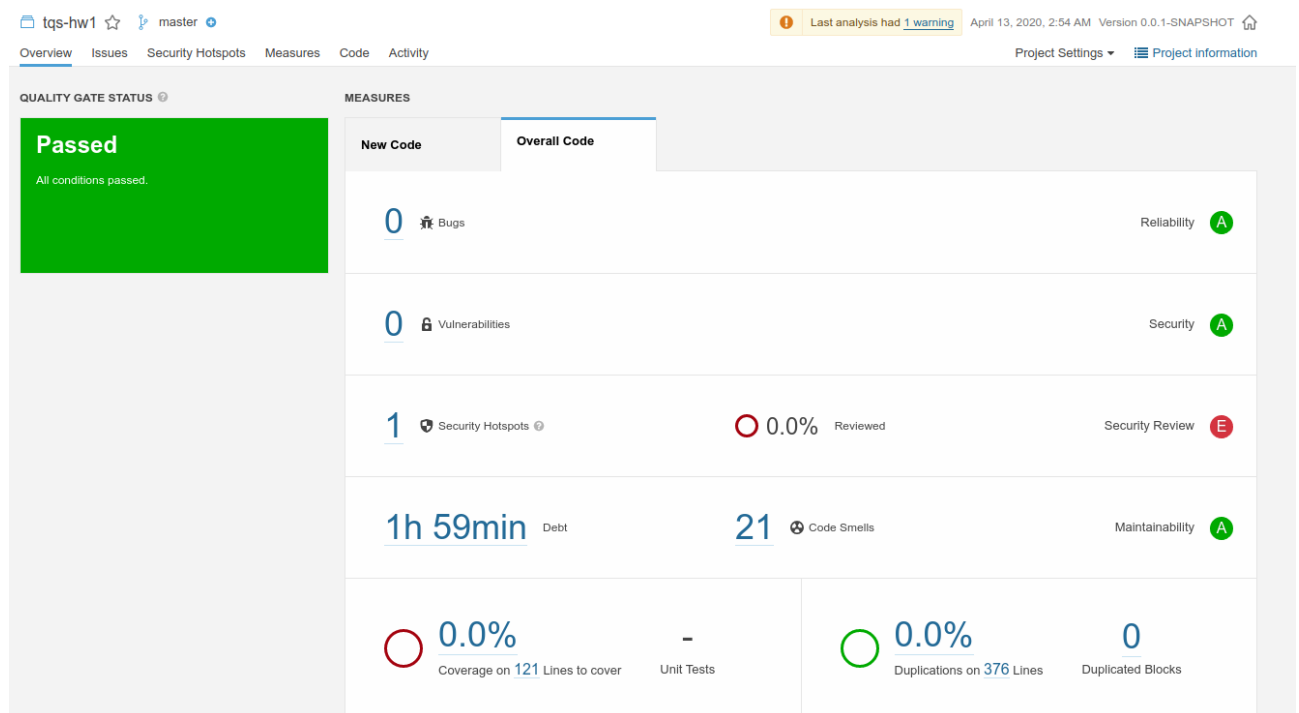 tqs-hw1 master Last analysis had 1 warning April 13, 2020, 2:54 AM Version 0.0.1-SNAPSHOT
Overview Issues Security Hotspots Measures Code Activity Project Settings Project information
QUALITY GATE STATUS MEASURES
Passed
All conditions passed.
New Code Overall Code
0 Bugs Reliability A
0 Vulnerabilities Security A
1 Security Hotspots 0.0% Reviewed Security Review E
1h 59min Debt 21 Code Smells Maintainability A
0.0% - 0.0% 0
Coverage on 121 Lines to cover Unit Tests Duplications on 376 Lines Duplicated Blocks